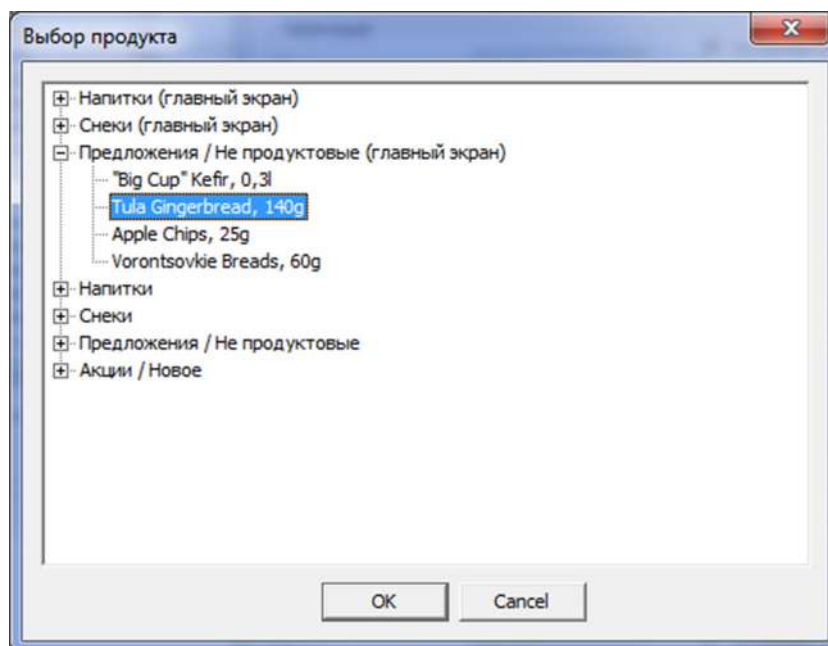 Выбор продукта
Напитки (главный экран)
Снеки (главный экран)
Предложения / Не продуктовые (главный экран)
"Big Cup" Kefir, 0,3l
Tula Gingerbread, 140g
Apple Chips, 25g
Vorontsovkie Breads, 60g
Напитки
Снеки
Предложения / Не продуктовые
Акции / Новое
OK
Cancel